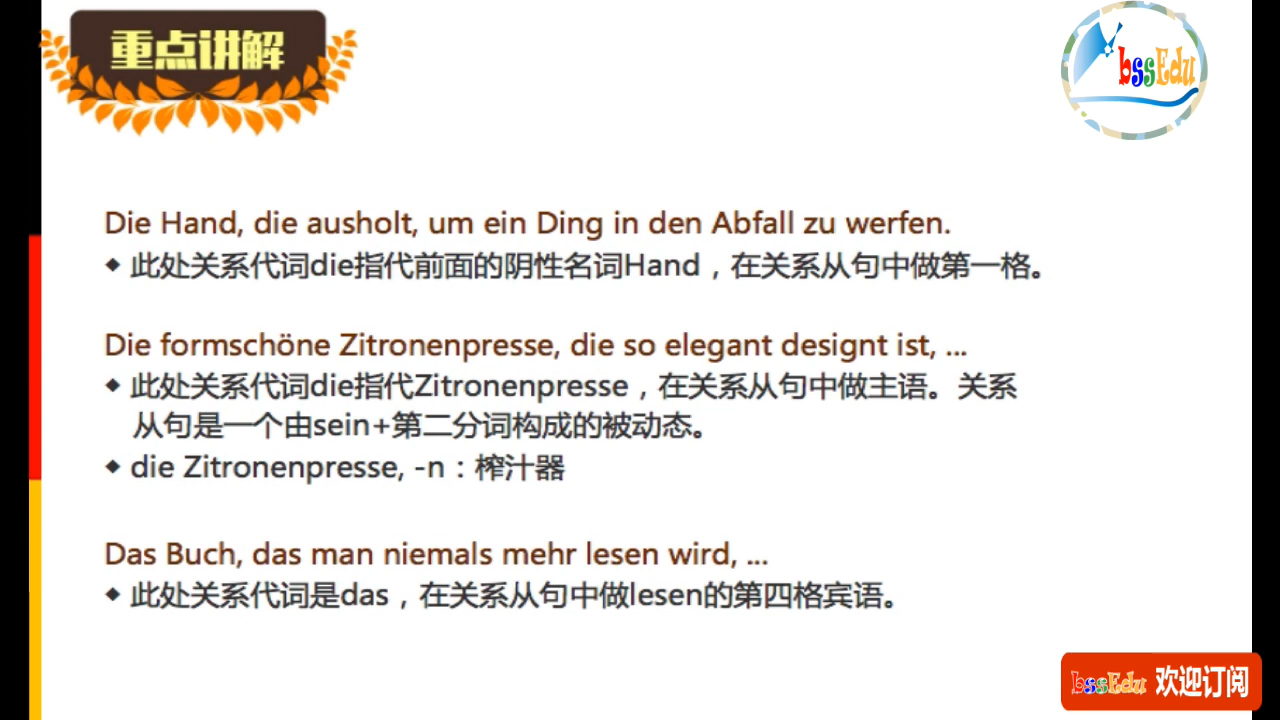 重点讲解
bssEdu
Die Hand, die ausholt, um ein Ding in den Abfall zu werfen.
◆ 此处关系代词die指代前面的阴性名词Hand，在关系从句中做第一格。
Die formschöne Zitronenpresse, die so elegant designt ist, ...
◆ 此处关系代词die指代Zitronenpresse，在关系从句中做主语。关系
从句是一个由sein+第二分词构成的被动态。
◆ die Zitronenpresse, -n：榨汁器
Das Buch, das man niemals mehr lesen wird, ...
◆ 此处关系代词是das，在关系从句中做lesen的第四格宾语。
bssEdu 欢迎订阅